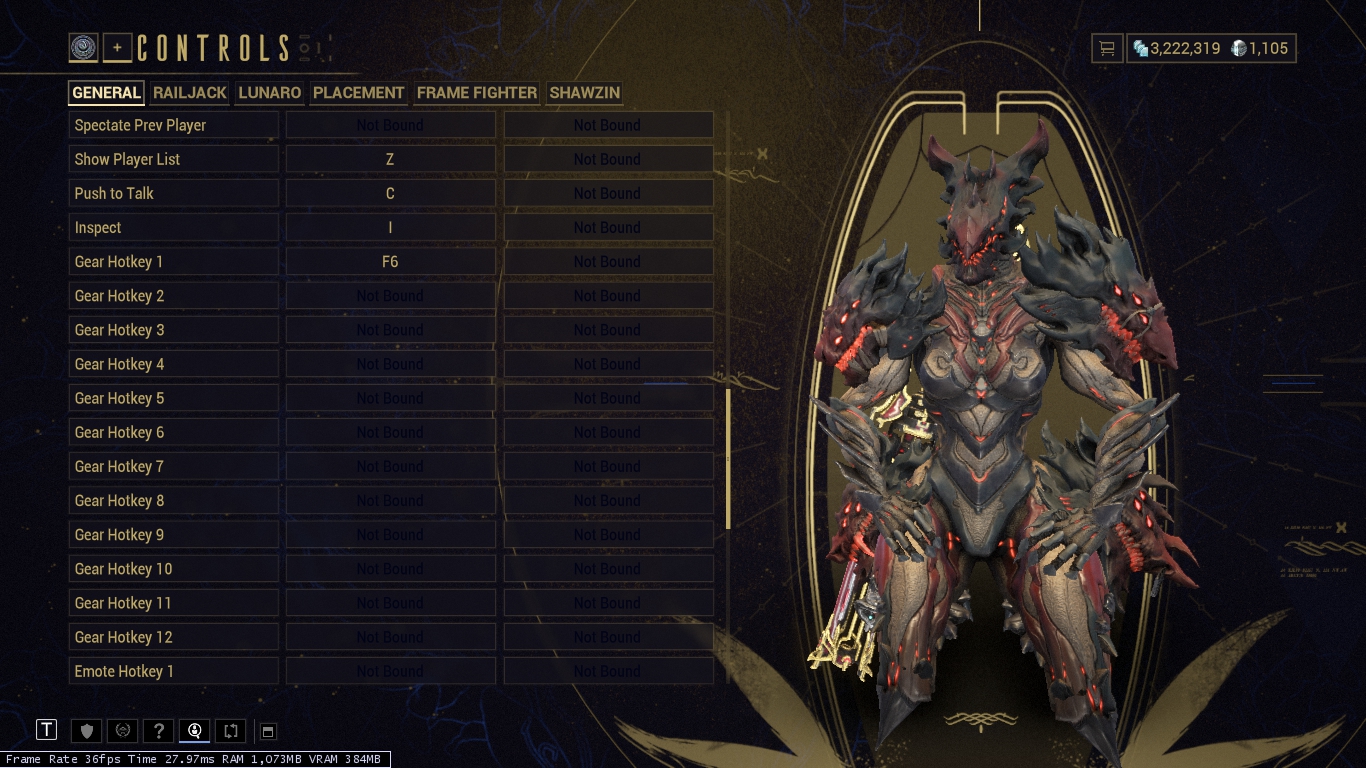 CONTROLS
3,222,319 1,105
GENERAL RAILJACK LUNARO PLACEMENT FRAME FIGHTER SHAWZIN
Spectate Prev Player Not Bound Not Bound
Show Player List Z Not Bound
Push to Talk C Not Bound
Inspect I Not Bound
Gear Hotkey 1 F6 Not Bound
Gear Hotkey 2 Not Bound Not Bound
Gear Hotkey 3 Not Bound Not Bound
Gear Hotkey 4 Not Bound Not Bound
Gear Hotkey 5 Not Bound Not Bound
Gear Hotkey 6 Not Bound Not Bound
Gear Hotkey 7 Not Bound Not Bound
Gear Hotkey 8 Not Bound Not Bound
Gear Hotkey 9 Not Bound Not Bound
Gear Hotkey 10 Not Bound Not Bound
Gear Hotkey 11 Not Bound Not Bound
Gear Hotkey 12 Not Bound Not Bound
Emote Hotkey 1 Not Bound Not Bound
T ?
Frame Rate 36fps Time 27.97ms RAM 1,073MB VRAM 384MB